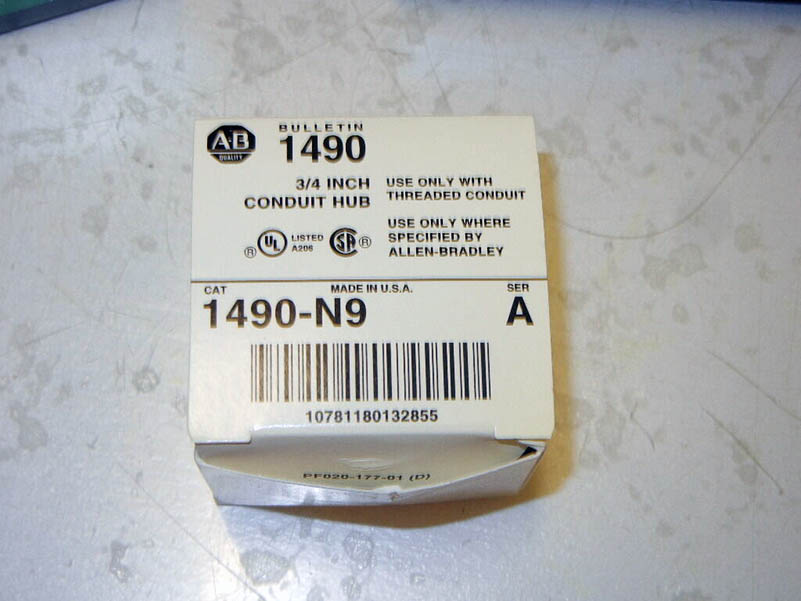 A-B
QUALITY
BULLETIN
1490
3/4 INCH
CONDUIT HUB
USE ONLY WITH
THREADED CONDUIT
® UL LISTED
A206
SA ®
USE ONLY WHERE
SPECIFIED BY
ALLEN-BRADLEY
CAT
MADE IN U.S.A.
SER
1490-N9
A
10781180132855
PF020-177-01 (D)